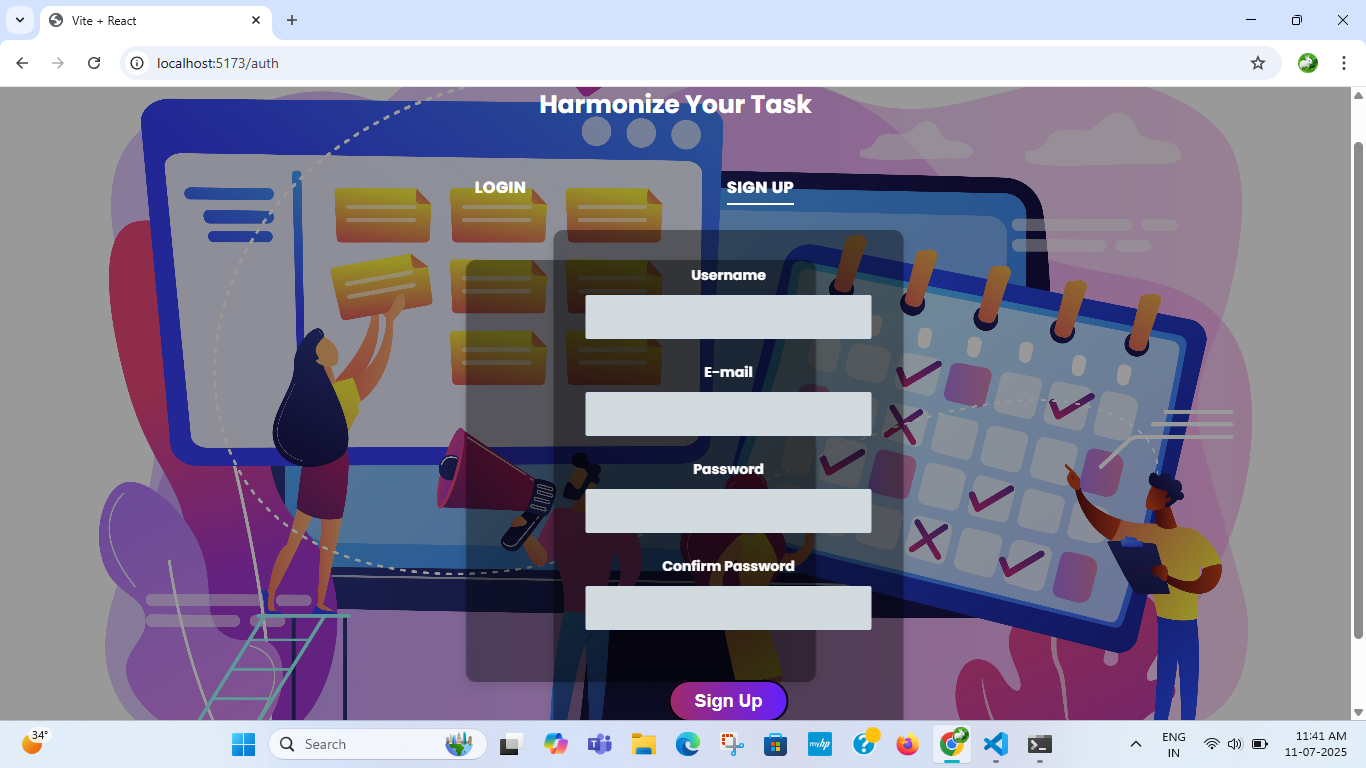 Vite + React
localhost:5173/auth
Harmonize Your Task
LOGIN
SIGN UP
Username
E-mail
Password
Confirm Password
Sign Up
34°
Search
myhp
ENG
IN
11:41 AM
11-07-2025